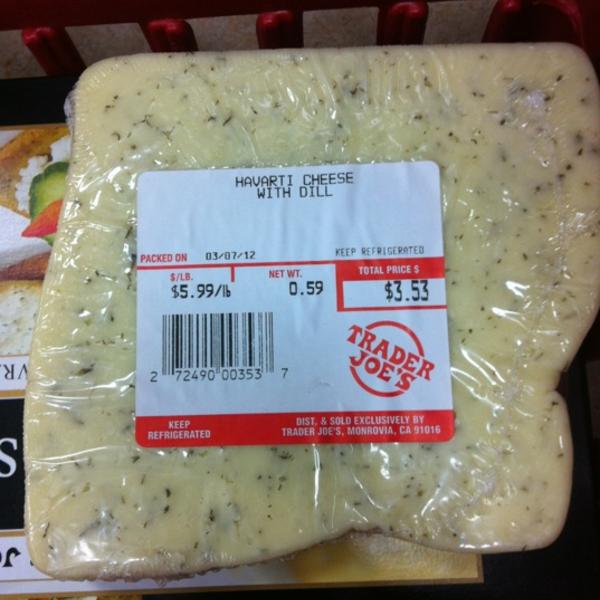 HAVARTI CHEESE
WITH DILL
PACKED ON 03/07/12 KEEP REFRIGERATED
$/LB. NET WT. TOTAL PRICE $
$5.99/lb 0.59 $3.53
TRADER
JOE'S
2 72490 00353 7
KEEP
REFRIGERATED
DIST. & SOLD EXCLUSIVELY BY
TRADER JOE'S, MONROVIA, CA 91016